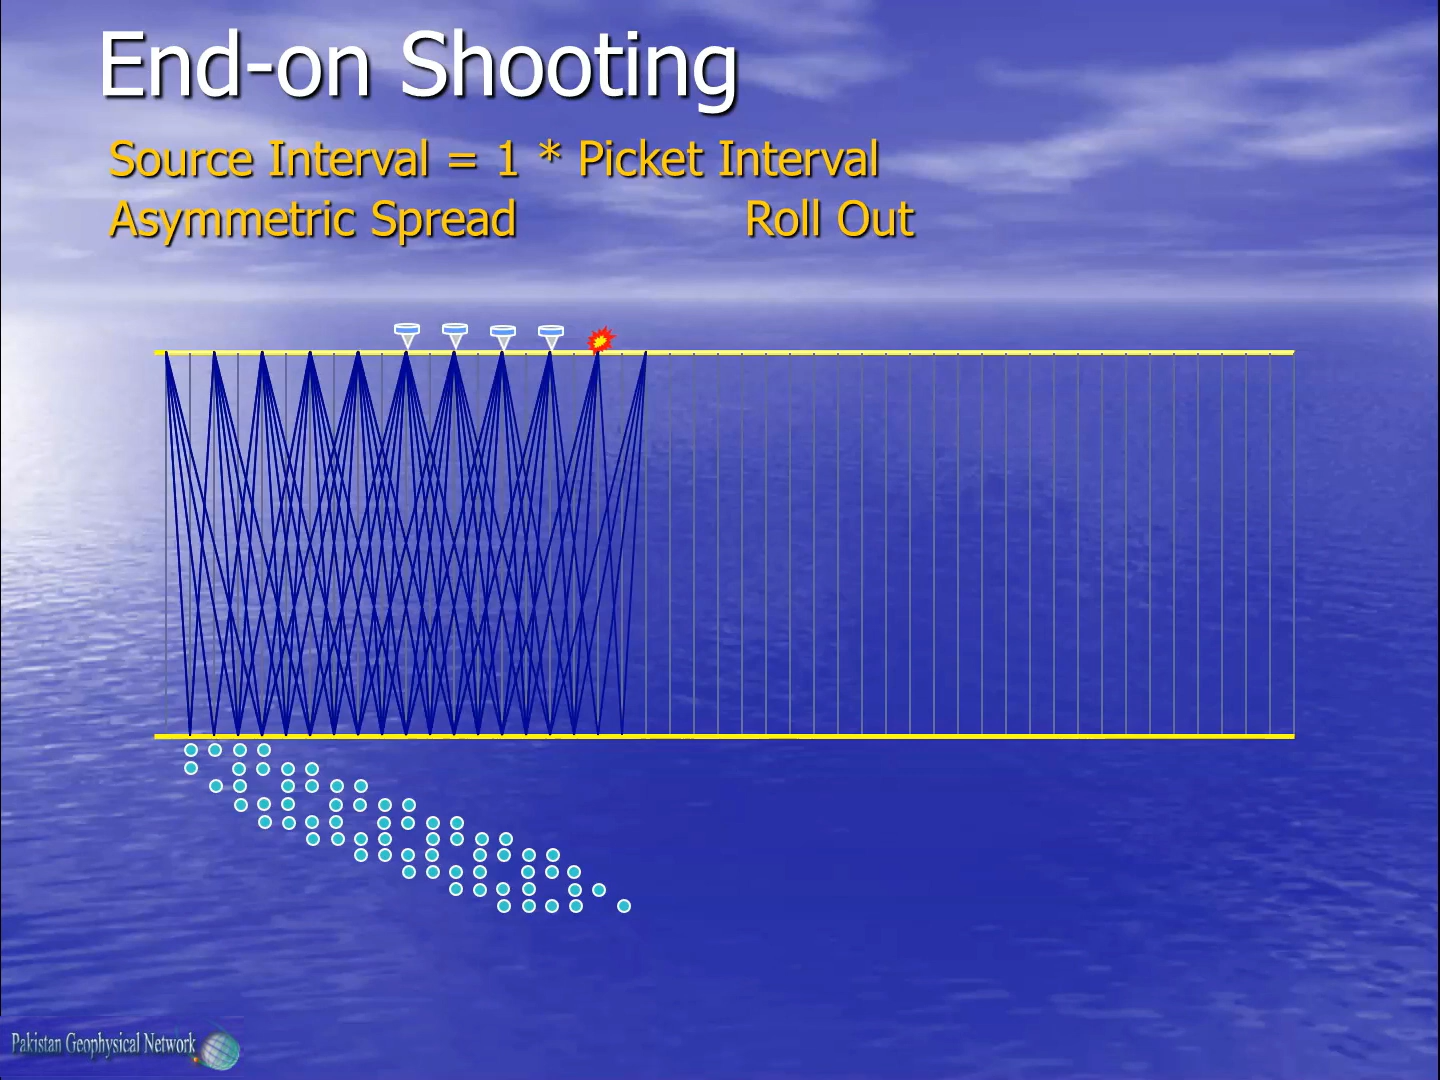 End-on Shooting
Source Interval = 1 * Picket Interval
Asymmetric Spread Roll Out
Pakistan Geophysical Network